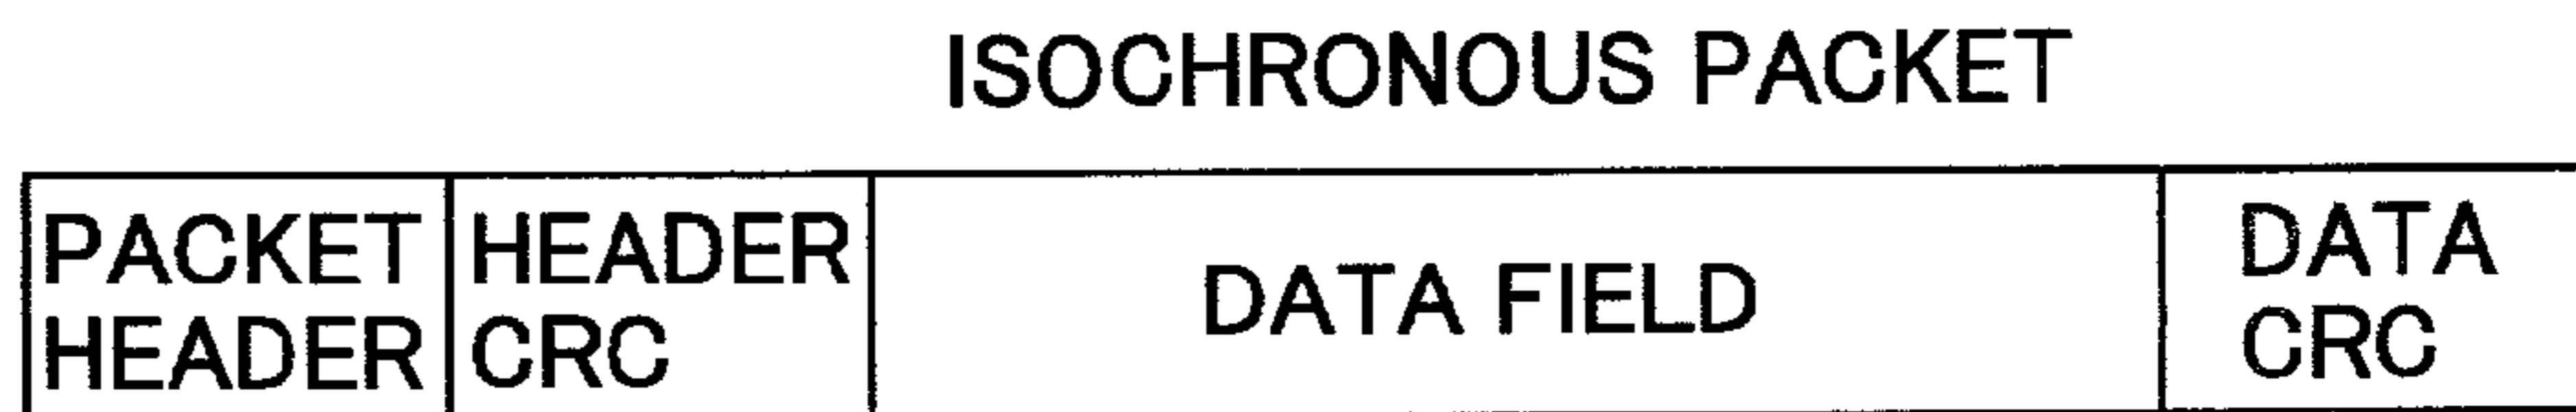 ISOCHRONOUS PACKET
PACKET
HEADER
HEADER
CRC
DATA FIELD
DATA
CRC